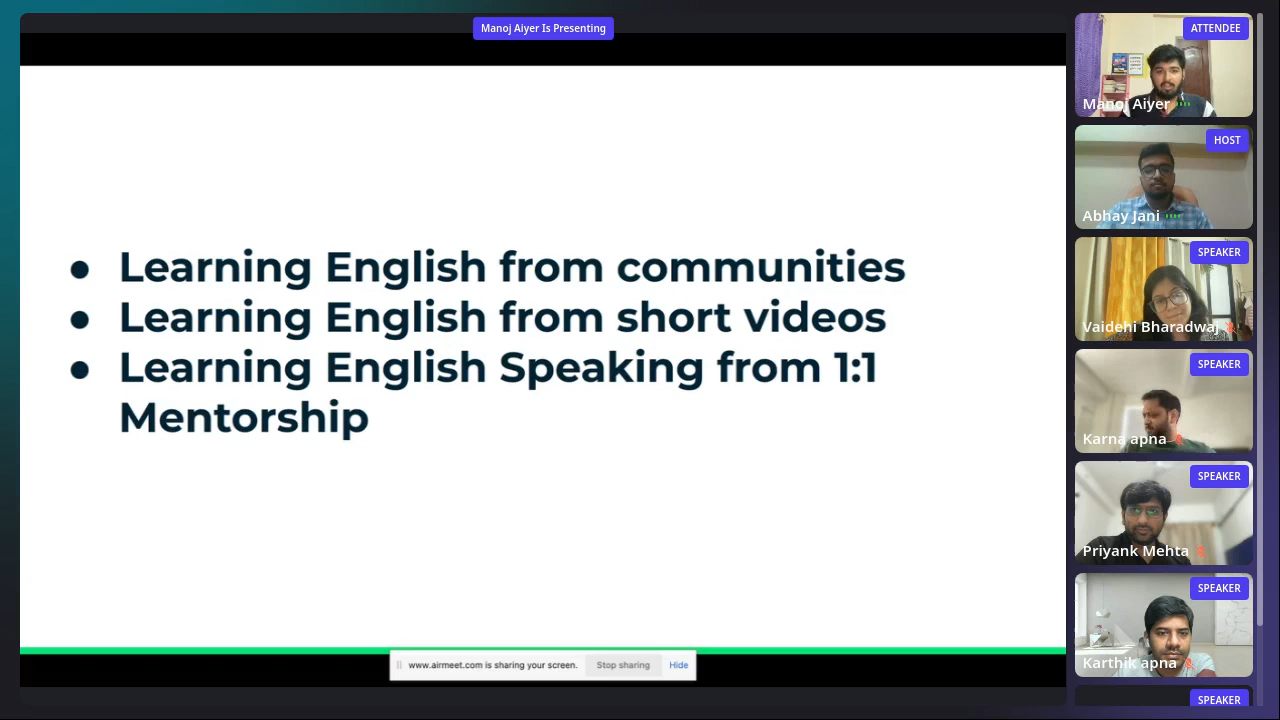 Manoj Aiyer Is Presenting
● Learning English from communities
● Learning English from short videos
● Learning English Speaking from 1:1
Mentorship
www.airmeet.com is sharing your screen. Stop sharing Hide
ATTENDEE
Manoj Aiyer
HOST
Abhay Jani
SPEAKER
Vaidehi Bharadwaj
SPEAKER
Karna apna
SPEAKER
Priyank Mehta
SPEAKER
Karthik apna
SPEAKER